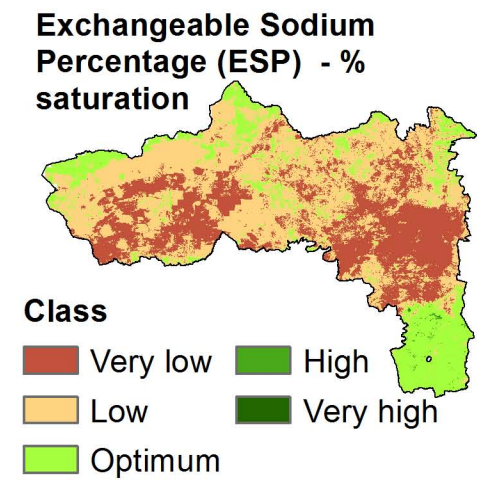 Exchangeable Sodium
Percentage (ESP) - %
saturation
Class
Very low
High
Low
Very high
Optimum